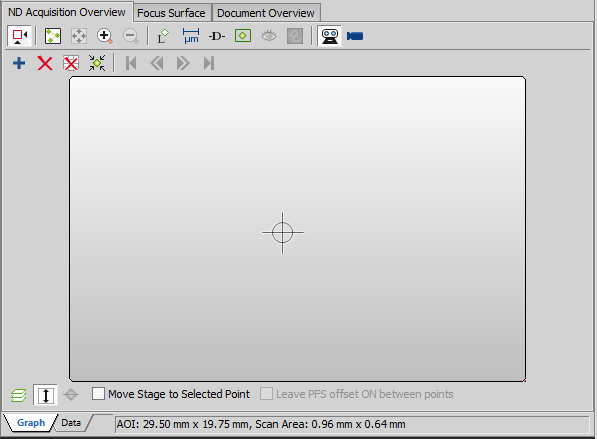 ND Acquisition Overview Focus Surface Document Overview
L µm -D-
Move Stage to Selected Point Leave PFS offset ON between points
Graph Data AOI: 29.50 mm x 19.75 mm, Scan Area: 0.96 mm x 0.64 mm